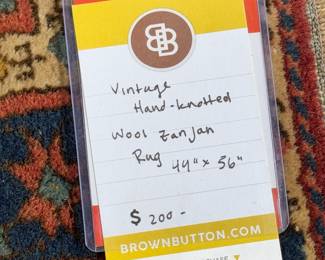 BB
Vintage
Hand-knotted
Wool Zanjan
Rug 49" x 56"
$ 200-
BROWNBUTTON.COM